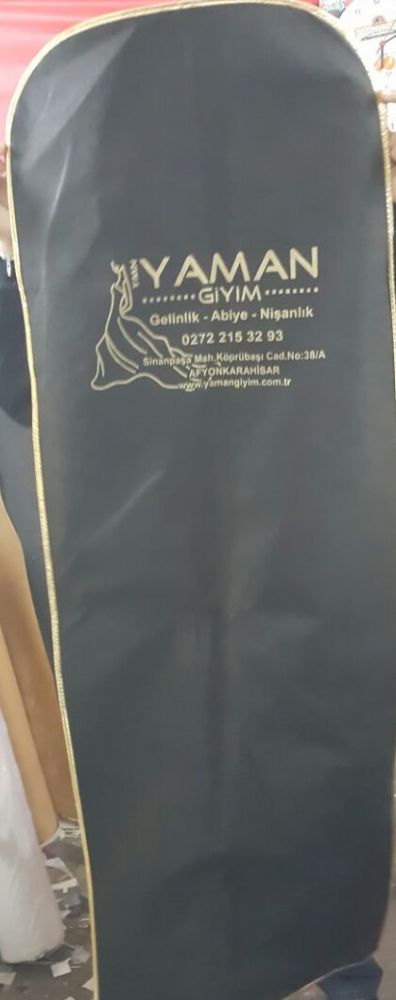 YAMAN
YAMAN
GİYİM
Gelinlik - Abiye - Nişanlık
0272 215 32 93
Sinanpaşa Mah.Köprübaşı Cad.No:38/A
AFYONKARAHİSAR
www.yamangiyim.com.tr